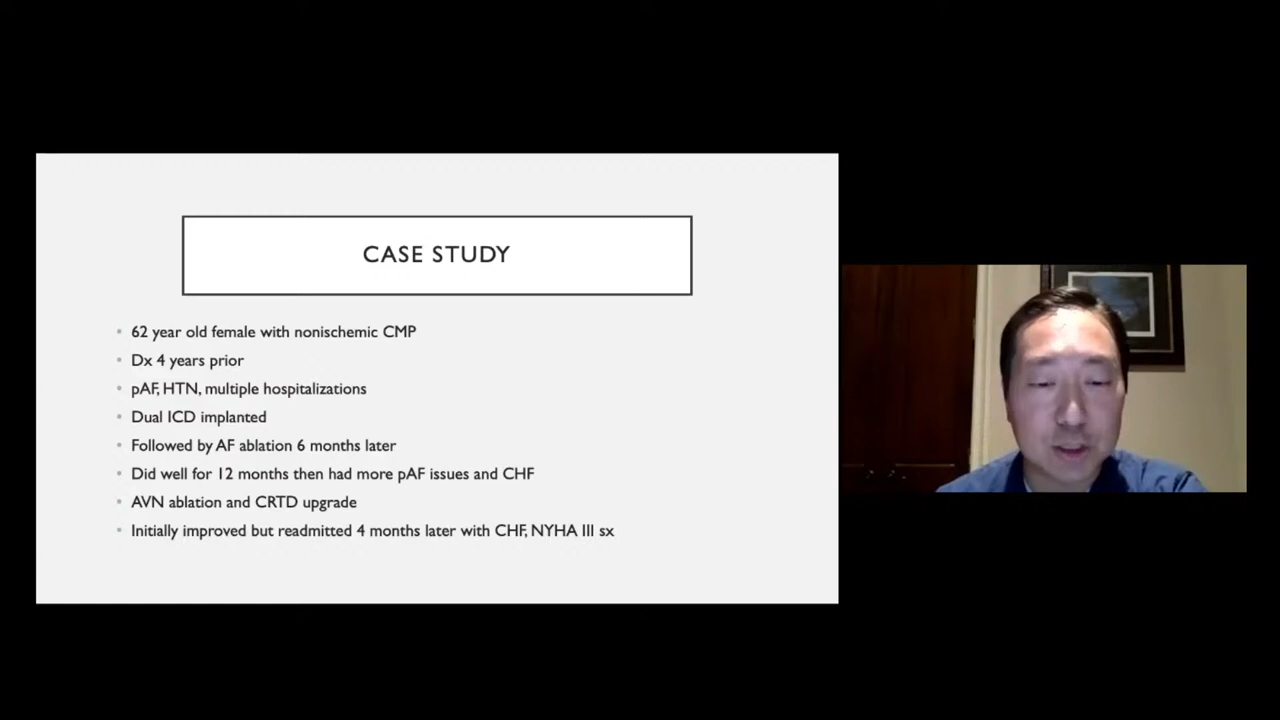 CASE STUDY
62 year old female with nonischemic CMP
Dx 4 years prior
pAF, HTN, multiple hospitalizations
Dual ICD implanted
Followed by AF ablation 6 months later
Did well for 12 months then had more pAF issues and CHF
AVN ablation and CRTD upgrade
Initially improved but readmitted 4 months later with CHF, NYHA III sx